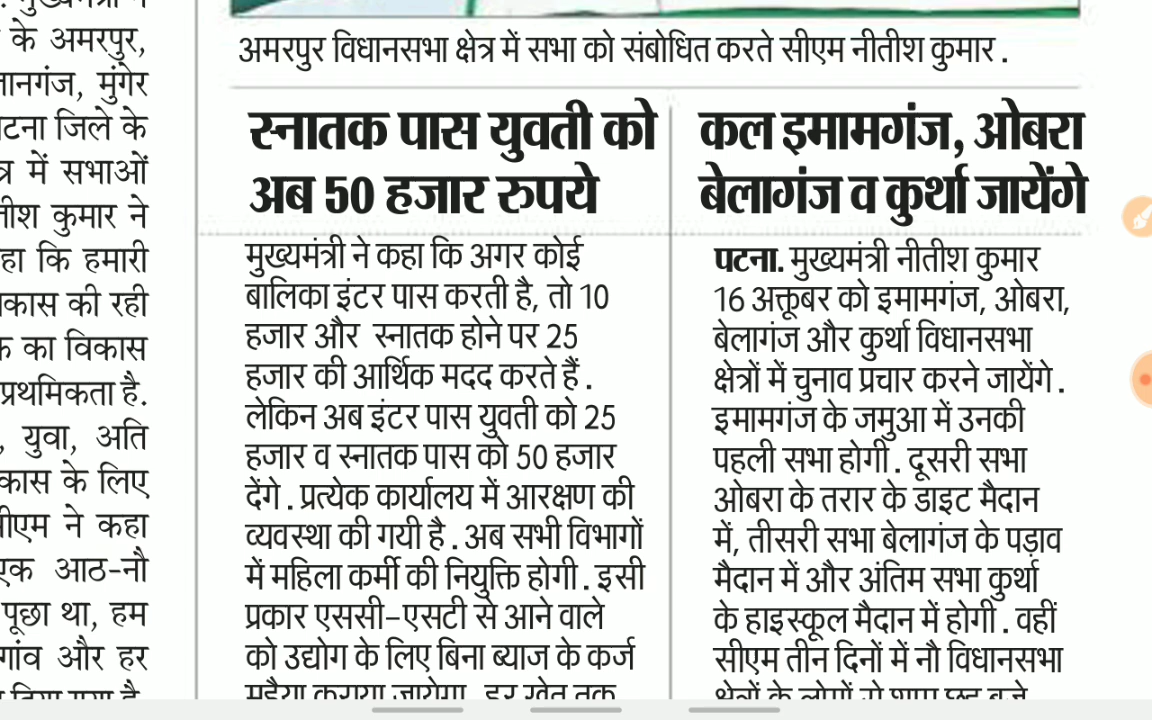 के अमरपुर,
मुंगेर
जिले के
में सभाओं
कुमार ने
कि हमारी
की रही
का विकास
है.
युवा, अति
के लिए
ने कहा
आठ-नौ
पूछा था, हम
गांव और हर
अमरपुर विधानसभा क्षेत्र में सभा को संबोधित करते सीएम नीतीश कुमार .
स्नातक पास युवती को
अब 50 हजार रुपये
मुख्यमंत्री ने कहा कि अगर कोई
बालिका इंटर पास करती है, तो 10
हजार और स्नातक होने पर 25
हजार की आर्थिक मदद करते हैं .
लेकिन अब इंटर पास युवती को 25
हजार व स्नातक पास को 50 हजार
देंगे . प्रत्येक कार्यालय में आरक्षण की
व्यवस्था की गयी है . अब सभी विभागों
में महिला कर्मी की नियुक्ति होगी . इसी
प्रकार एससी-एसटी से आने वाले
को उद्योग के लिए बिना ब्याज के कर्ज
कल इमामगंज, ओबरा
बेलागंज व कुर्था जायेंगे
पटना. मुख्यमंत्री नीतीश कुमार
16 अक्तूबर को इमामगंज, ओबरा,
बेलागंज और कुर्था विधानसभा
क्षेत्रों में चुनाव प्रचार करने जायेंगे .
इमामगंज के जमुआ में उनकी
पहली सभा होगी . दूसरी सभा
ओबरा के तरार के डाइट मैदान
में, तीसरी सभा बेलागंज के पड़ाव
मैदान में और अंतिम सभा कुर्था
के हाइस्कूल मैदान में होगी . वहीं
सीएम तीन दिनों में नौ विधानसभा